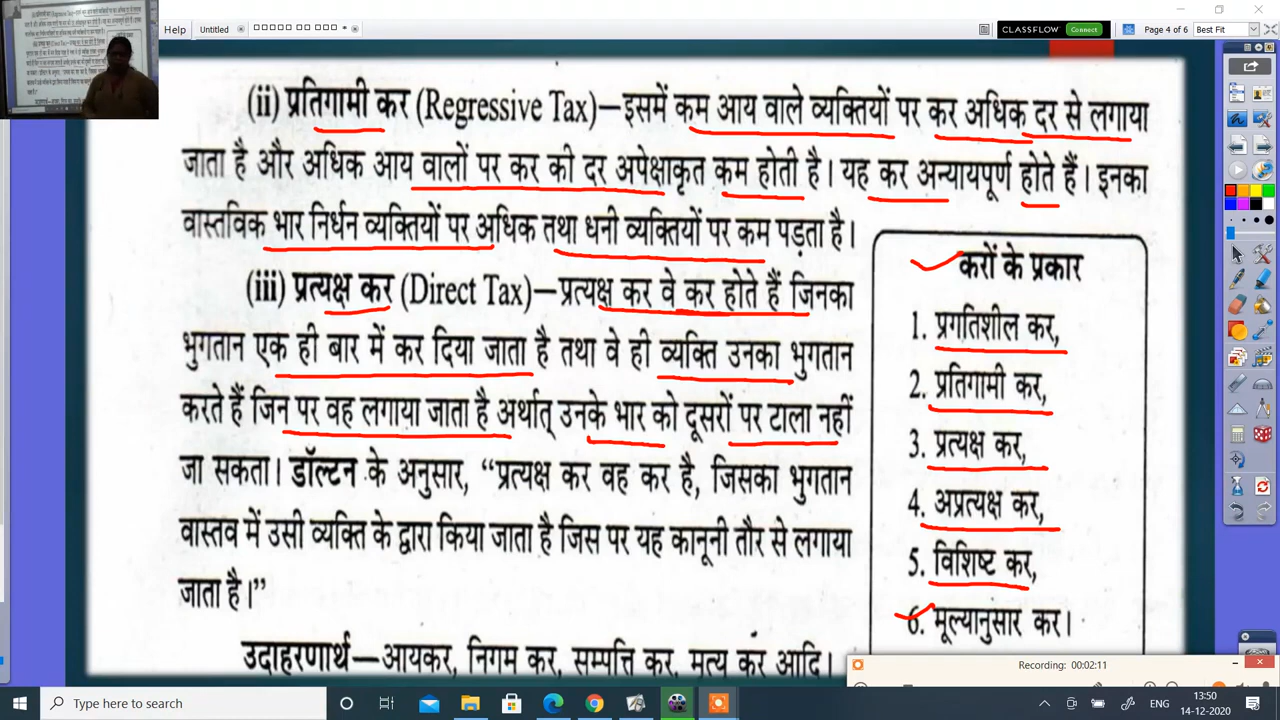 Help
Untitled
CLASSFLOW
Connect
Page 4 of 6
Best Fit
(ii) प्रतिगामी कर (Regressive Tax)—इसमें कम आय वाले व्यक्तियों पर कर अधिक दर से लगाया
जाता है और अधिक आय वालों पर कर की दर अपेक्षाकृत कम होती है। यह कर अन्यायपूर्ण होते हैं। इनका
वास्तविक भार निर्धन व्यक्तियों पर अधिक तथा धनी व्यक्तियों पर कम पड़ता है।
(iii) प्रत्यक्ष कर (Direct Tax)—प्रत्यक्ष कर वे कर होते हैं जिनका
भुगतान एक ही बार में कर दिया जाता है तथा वे ही व्यक्ति उनका भुगतान
करते हैं जिन पर वह लगाया जाता है अर्थात् उनके भार को दूसरों पर टाला नहीं
जा सकता। डॉल्टन के अनुसार, “प्रत्यक्ष कर वह कर है, जिसका भुगतान
वास्तव में उसी व्यक्ति के द्वारा किया जाता है जिस पर यह कानूनी तौर से लगाया
जाता है।”
उदाहरणार्थ—आयकर, निगम कर, सम्पत्ति कर, मृत्य कर आदि।
करों के प्रकार
1. प्रगतिशील कर,
2. प्रतिगामी कर,
3. प्रत्यक्ष कर,
4. अप्रत्यक्ष कर,
5. विशिष्ट कर,
6. मूल्यानुसार कर।
Recording: 00:02:11
Type here to search
13:50
14-12-2020